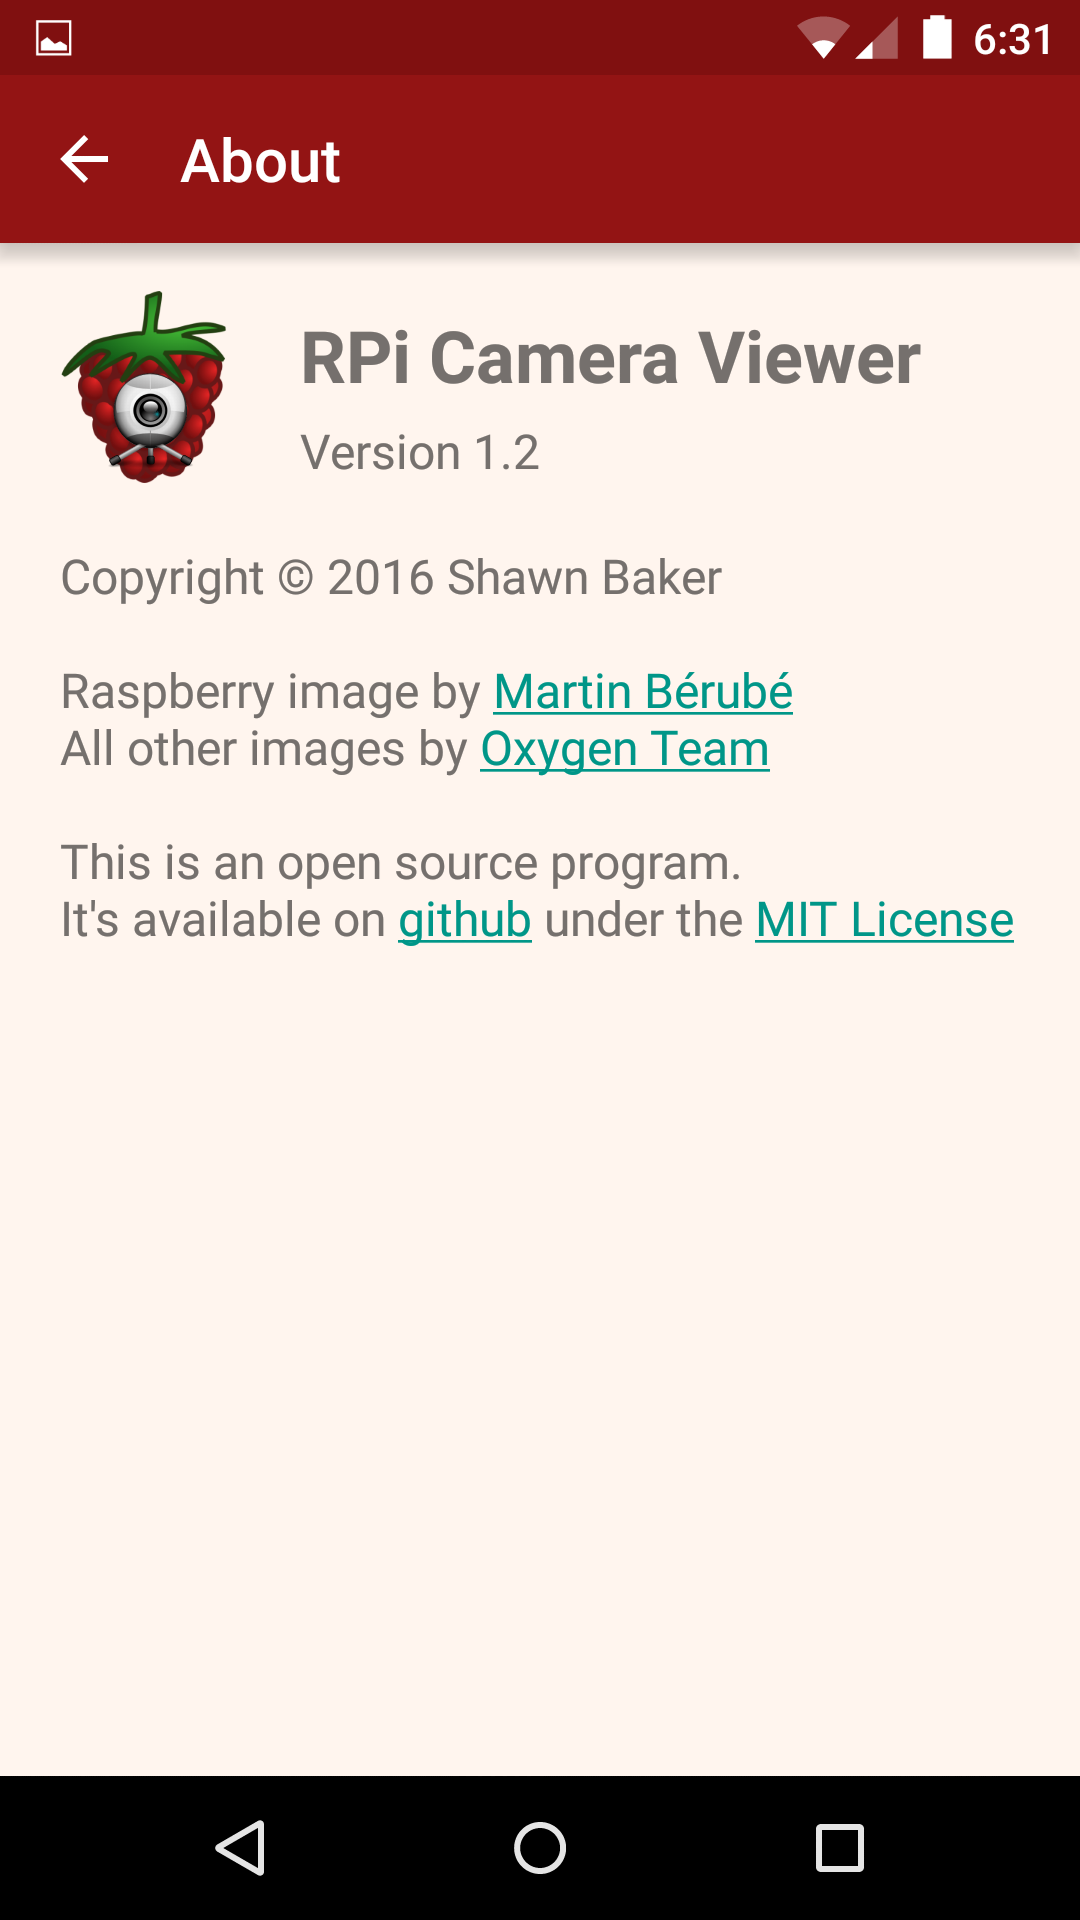 6:31
About
RPi Camera Viewer
Version 1.2
Copyright © 2016 Shawn Baker
Raspberry image by Martin Bérubé
All other images by Oxygen Team
This is an open source program.
It's available on github under the MIT License